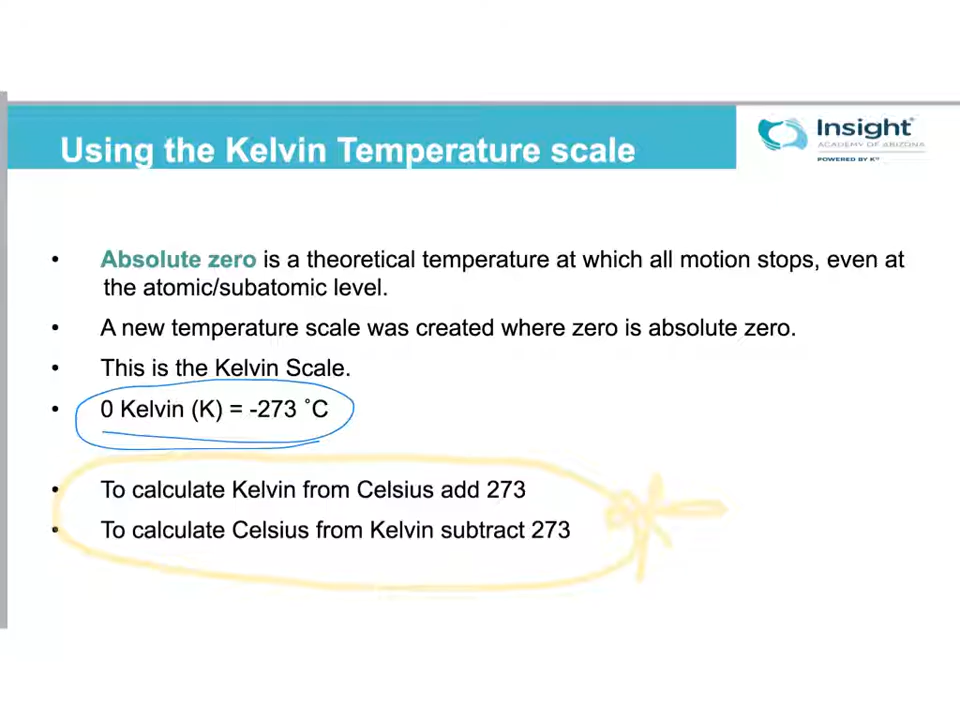 Using the Kelvin Temperature scale
Insight
ACADEMY OF ARIZONA
POWERED BY K¹²
• Absolute zero is a theoretical temperature at which all motion stops, even at
the atomic/subatomic level.
• A new temperature scale was created where zero is absolute zero.
• This is the Kelvin Scale.
• 0 Kelvin (K) = -273 ˚C
• To calculate Kelvin from Celsius add 273
• To calculate Celsius from Kelvin subtract 273